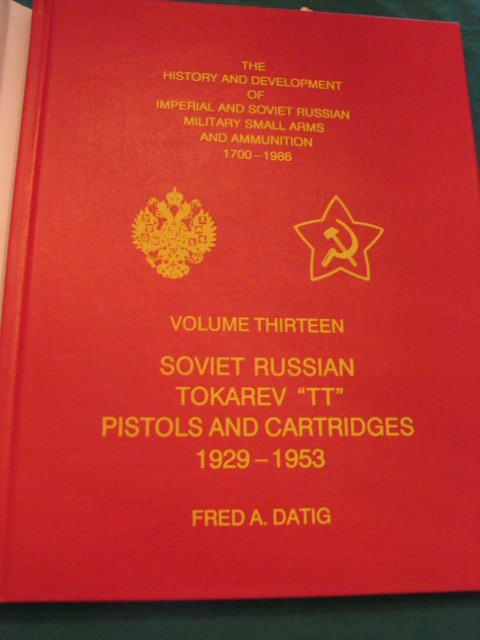 THE
HISTORY AND DEVELOPMENT
OF
IMPERIAL AND SOVIET RUSSIAN
MILITARY SMALL ARMS
AND AMMUNITION
1700–1986
VOLUME THIRTEEN
SOVIET RUSSIAN
TOKAREV “TT”
PISTOLS AND CARTRIDGES
1929–1953
FRED A. DATIG